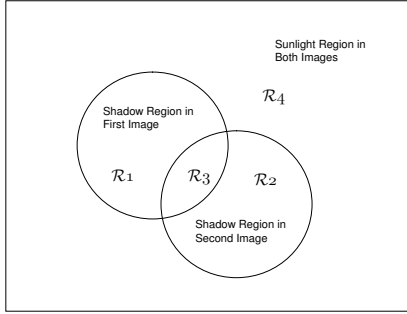 Sunlight Region in
Both Images
R4
Shadow Region in
First Image
R1
R3
R2
Shadow Region in
Second Image